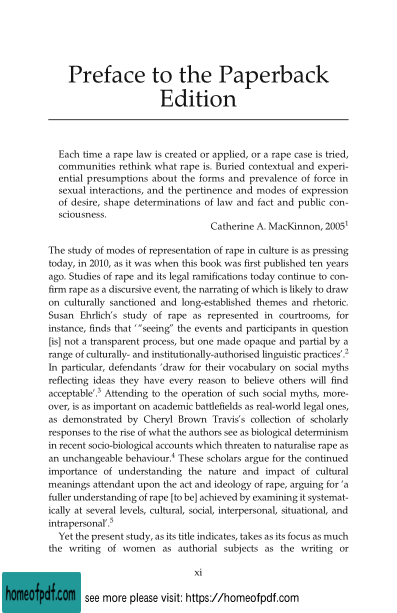 Preface to the Paperback
Edition
Each time a rape law is created or applied, or a rape case is tried,
communities rethink what rape is. Buried contextual and experi-
ential presumptions about the forms and prevalence of force in
sexual interactions, and the pertinence and modes of expression
of desire, shape determinations of law and fact and public con-
sciousness.
Catherine A. MacKinnon, 2005¹
The study of modes of representation of rape in culture is as pressing
today, in 2010, as it was when this book was first published ten years
ago. Studies of rape and its legal ramifications today continue to con-
firm rape as a discursive event, the narrating of which is likely to draw
on culturally sanctioned and long-established themes and rhetoric.
Susan Ehrlich's study of rape as represented in courtrooms, for
instance, finds that '"seeing" the events and participants in question
[is] not a transparent process, but one made opaque and partial by a
range of culturally- and institutionally-authorised linguistic practices'.²
In particular, defendants 'draw for their vocabulary on social myths
reflecting ideas they have every reason to believe others will find
acceptable'.³ Attending to the operation of such social myths, more-
over, is as important on academic battlefields as real-world legal ones,
as demonstrated by Cheryl Brown Travis's collection of scholarly
responses to the rise of what the authors see as biological determinism
in recent socio-biological accounts which threaten to naturalise rape as
an unchangeable behaviour.⁴ These scholars argue for the continued
importance of understanding the nature and impact of cultural
meanings attendant upon the act and ideology of rape, arguing for 'a
fuller understanding of rape [to be] achieved by examining it systemat-
ically at several levels, cultural, social, interpersonal, situational, and
intrapersonal'.⁵
Yet the present study, as its title indicates, takes as its focus as much
the writing of women as authorial subjects as the writing or
xi
homeofpdf.com
see more please visit: https://homeofpdf.com